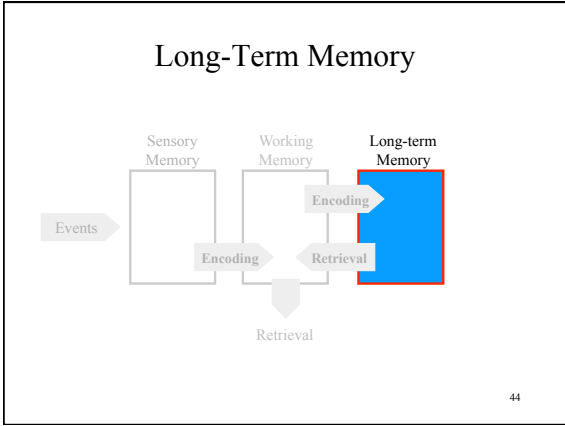 Long-Term Memory
Sensory
Memory
Working
Memory
Long-term
Memory
Events
Encoding
Encoding
Retrieval
Retrieval
44